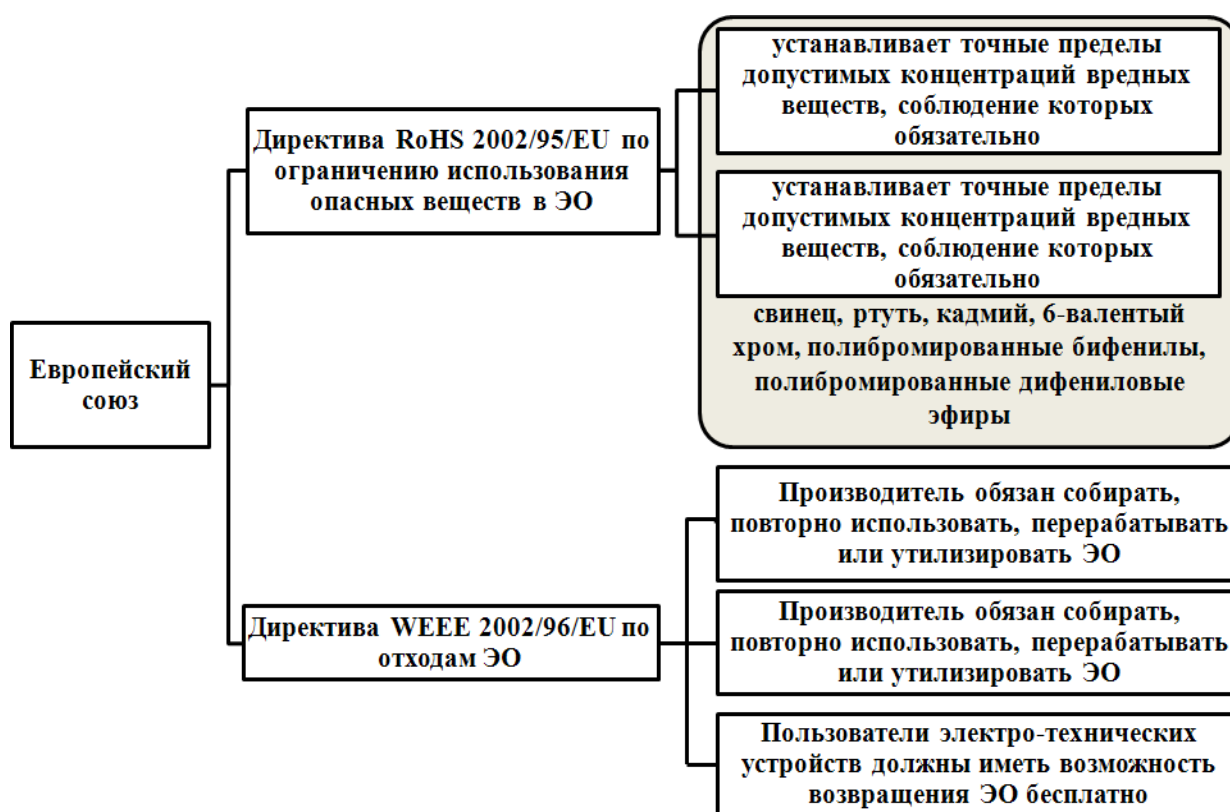 Европейский
союз
Директива RoHS 2002/95/EU по
ограничению использования
опасных веществ в ЭО
устанавливает точные пределы
допустимых концентраций вредных
веществ, соблюдение которых
обязательно
устанавливает точные пределы
допустимых концентраций вредных
веществ, соблюдение которых
обязательно
свинец, ртуть, кадмий, 6-валентый
хром, полибромированные бифенилы,
полибромированные дифениловые
эфиры
Директива WEEE 2002/96/EU по
отходам ЭО
Производитель обязан собирать,
повторно использовать, перерабатывать
или утилизировать ЭО
Производитель обязан собирать,
повторно использовать, перерабатывать
или утилизировать ЭО
Пользователи электро-технических
устройств должны иметь возможность
возвращения ЭО бесплатно